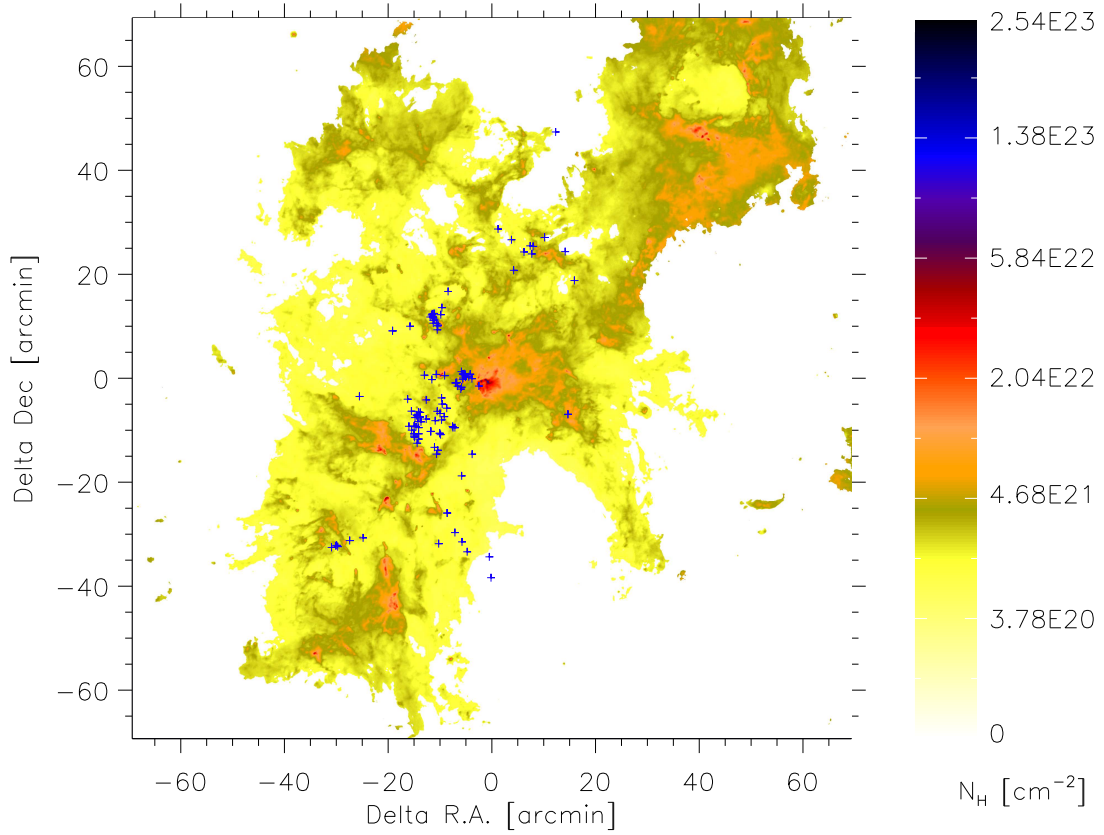 2.54E23
60
1.38E23
40
5.84E22
20
0
2.04E22
−20
4.68E21
−40
3.78E20
−60
0
Delta Dec [arcmin]
−60 −40 −20 0 20 40 60
Delta R.A. [arcmin]
N_H [cm⁻²]